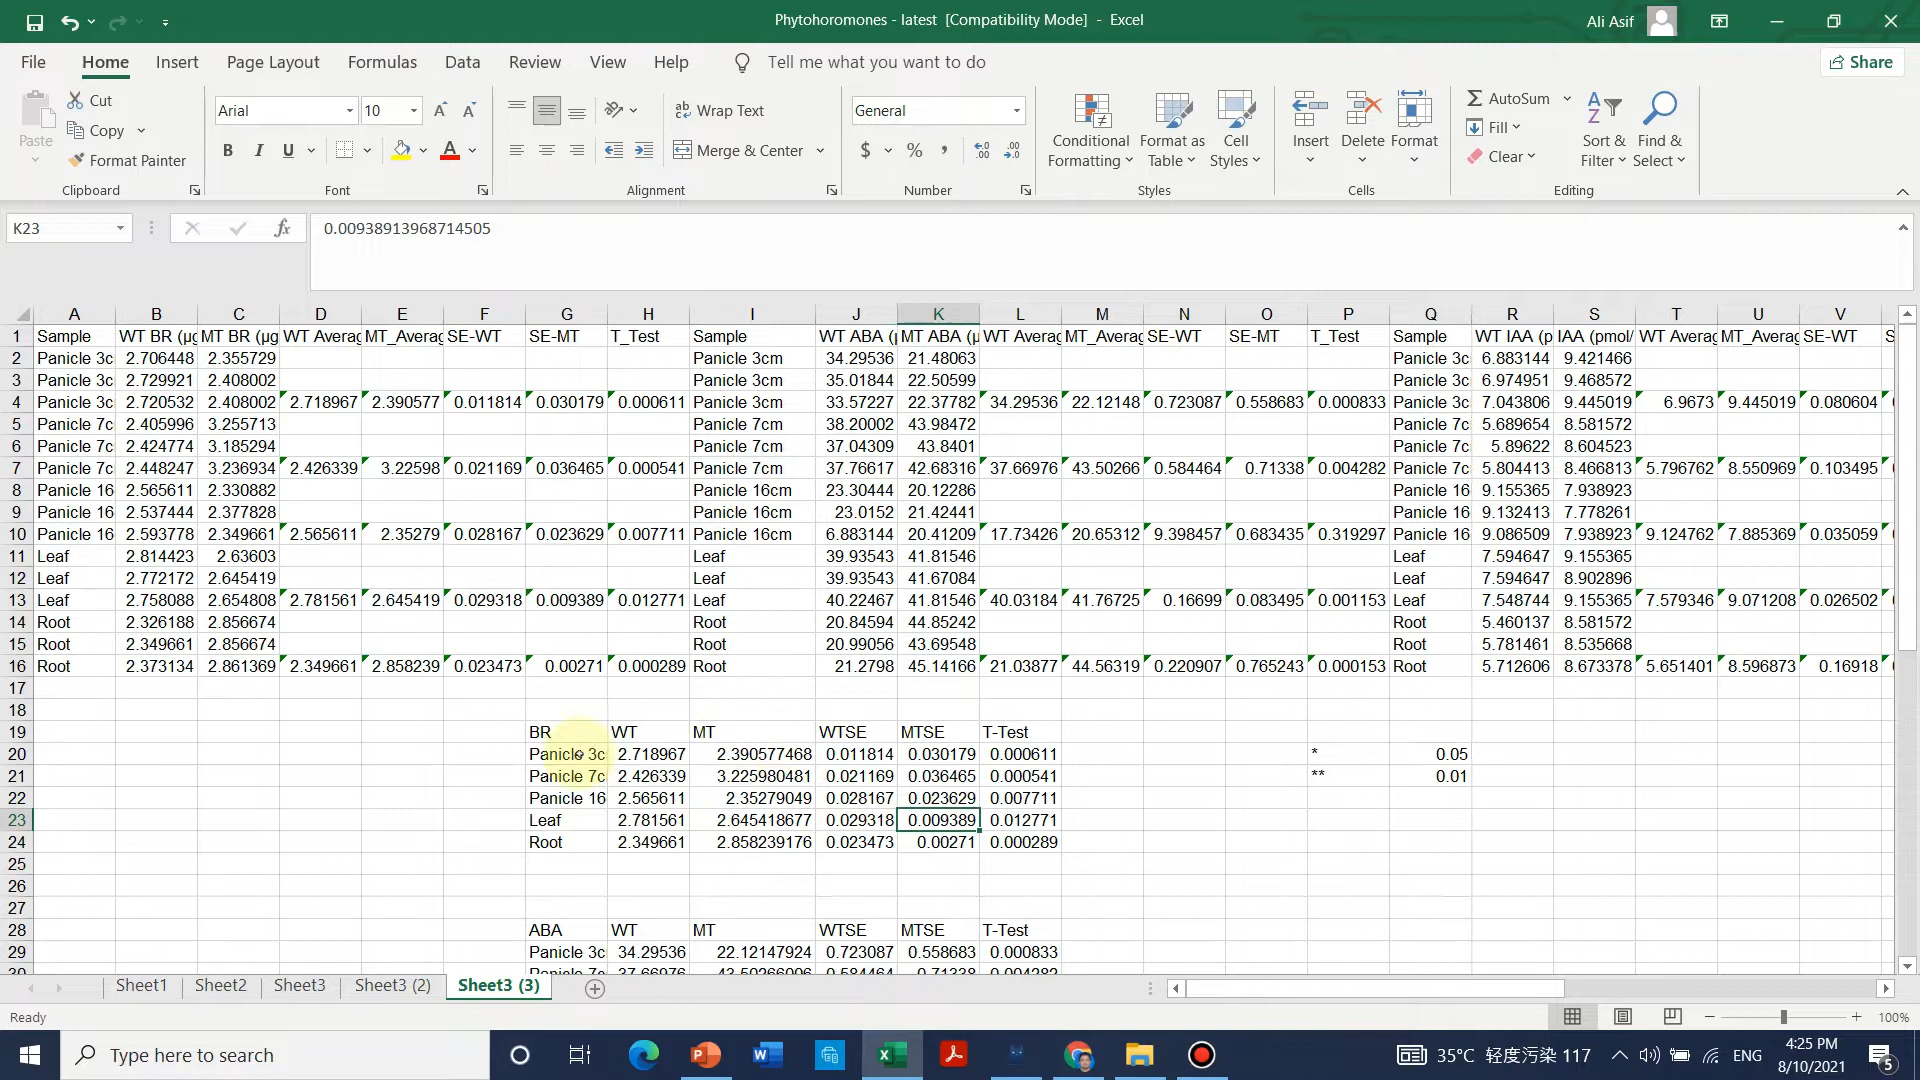 Phytohoromones - latest [Compatibility Mode] - Excel
Ali Asif
File Home Insert Page Layout Formulas Data Review View Help Tell me what you want to do Share
Paste Cut Copy Format Painter Clipboard
Arial 10 B I U Font
Wrap Text Merge & Center Alignment
General $ % , Number
Conditional Formatting Format as Table Cell Styles Styles
Insert Delete Format Cells
AutoSum Fill Clear Sort & Filter Find & Select Editing
K23 fx 0.00938913968714505
A B C D E F G H I J K L M N O P Q R S T U V
1 Sample WT BR (µg MT BR (µg WT Averag MT_Averag SE-WT SE-MT T_Test Sample WT ABA (µ MT ABA (µ WT Averag MT_Averag SE-WT SE-MT T_Test Sample WT IAA (p IAA (pmol/ WT Averag MT_Averag SE-WT S
2 Panicle 3c 2.706448 2.355729 Panicle 3cm 34.29536 21.48063 Panicle 3c 6.883144 9.421466
3 Panicle 3c 2.729921 2.408002 Panicle 3cm 35.01844 22.50599 Panicle 3c 6.974951 9.468572
4 Panicle 3c 2.720532 2.408002 2.718967 2.390577 0.011814 0.030179 0.000611 Panicle 3cm 33.57227 22.37782 34.29536 22.12148 0.723087 0.558683 0.000833 Panicle 3c 7.043806 9.445019 6.9673 9.445019 0.080604
5 Panicle 7c 2.405996 3.255713 Panicle 7cm 38.20002 43.98472 Panicle 7c 5.689654 8.581572
6 Panicle 7c 2.424774 3.185294 Panicle 7cm 37.04309 43.8401 Panicle 7c 5.89622 8.604523
7 Panicle 7c 2.448247 3.236934 2.426339 3.22598 0.021169 0.036465 0.000541 Panicle 7cm 37.76617 42.68316 37.66976 43.50266 0.584464 0.71338 0.004282 Panicle 7c 5.804413 8.466813 5.796762 8.550969 0.103495
8 Panicle 16 2.565611 2.330882 Panicle 16cm 23.30444 20.12286 Panicle 16 9.155365 7.938923
9 Panicle 16 2.537444 2.377828 Panicle 16cm 23.0152 21.42441 Panicle 16 9.132413 7.778261
10 Panicle 16 2.593778 2.349661 2.565611 2.35279 0.028167 0.023629 0.007711 Panicle 16cm 6.883144 20.41209 17.73426 20.65312 9.398457 0.683435 0.319297 Panicle 16 9.086509 7.938923 9.124762 7.885369 0.035059
11 Leaf 2.814423 2.63603 Leaf 39.93543 41.81546 Leaf 7.594647 9.155365
12 Leaf 2.772172 2.645419 Leaf 39.93543 41.67084 Leaf 7.594647 8.902896
13 Leaf 2.758088 2.654808 2.781561 2.645419 0.029318 0.009389 0.012771 Leaf 40.22467 41.81546 40.03184 41.76725 0.16699 0.083495 0.001153 Leaf 7.548744 9.155365 7.579346 9.071208 0.026502
14 Root 2.326188 2.856674 Root 20.84594 44.85242 Root 5.460137 8.581572
15 Root 2.349661 2.856674 Root 20.99056 43.69548 Root 5.781461 8.535668
16 Root 2.373134 2.861369 2.349661 2.858239 0.023473 0.00271 0.000289 Root 21.2798 45.14166 21.03877 44.56319 0.220907 0.765243 0.000153 Root 5.712606 8.673378 5.651401 8.596873 0.16918
17
18
19 BR WT MT WTSE MTSE T-Test
20 Panicle 3c 2.718967 2.390577468 0.011814 0.030179 0.000611 * 0.05
21 Panicle 7c 2.426339 3.225980481 0.021169 0.036465 0.000541 ** 0.01
22 Panicle 16 2.565611 2.35279049 0.028167 0.023629 0.007711
23 Leaf 2.781561 2.645418677 0.029318 0.009389 0.012771
24 Root 2.349661 2.858239176 0.023473 0.00271 0.000289
25
26
27
28 ABA WT MT WTSE MTSE T-Test
29 Panicle 3c 34.29536 22.12147924 0.723087 0.558683 0.000833
30 Panicle 7c 37.66976 43.50266006 0.584464 0.71338 0.004282
Sheet1 Sheet2 Sheet3 Sheet3 (2) Sheet3 (3)
Ready 100%
Type here to search
35°C 轻度污染 117 ENG 4:25 PM 8/10/2021 5